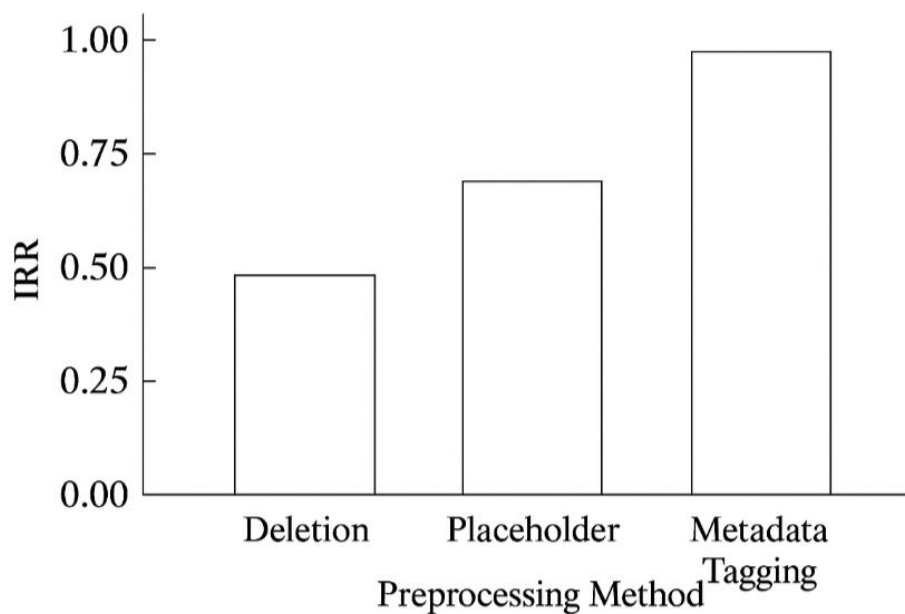 1.00
0.75
0.50
0.25
0.00
IRR
Deletion
Placeholder
Metadata
Tagging
Preprocessing Method